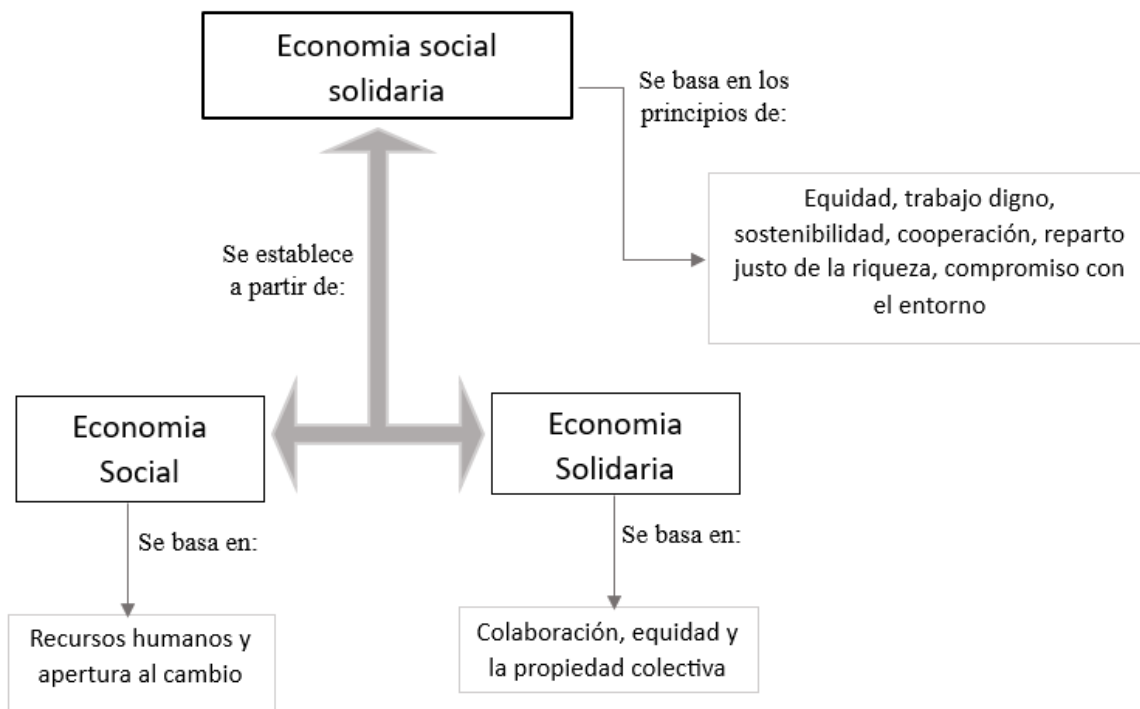 Economia social
solidaria
Se basa en los
principios de:
Equidad, trabajo digno,
sostenibilidad, cooperación, reparto
justo de la riqueza, compromiso con
el entorno
Se establece
a partir de:
Economia
Social
Economia
Solidaria
Se basa en:
Se basa en:
Recursos humanos y
apertura al cambio
Colaboración, equidad y
la propiedad colectiva